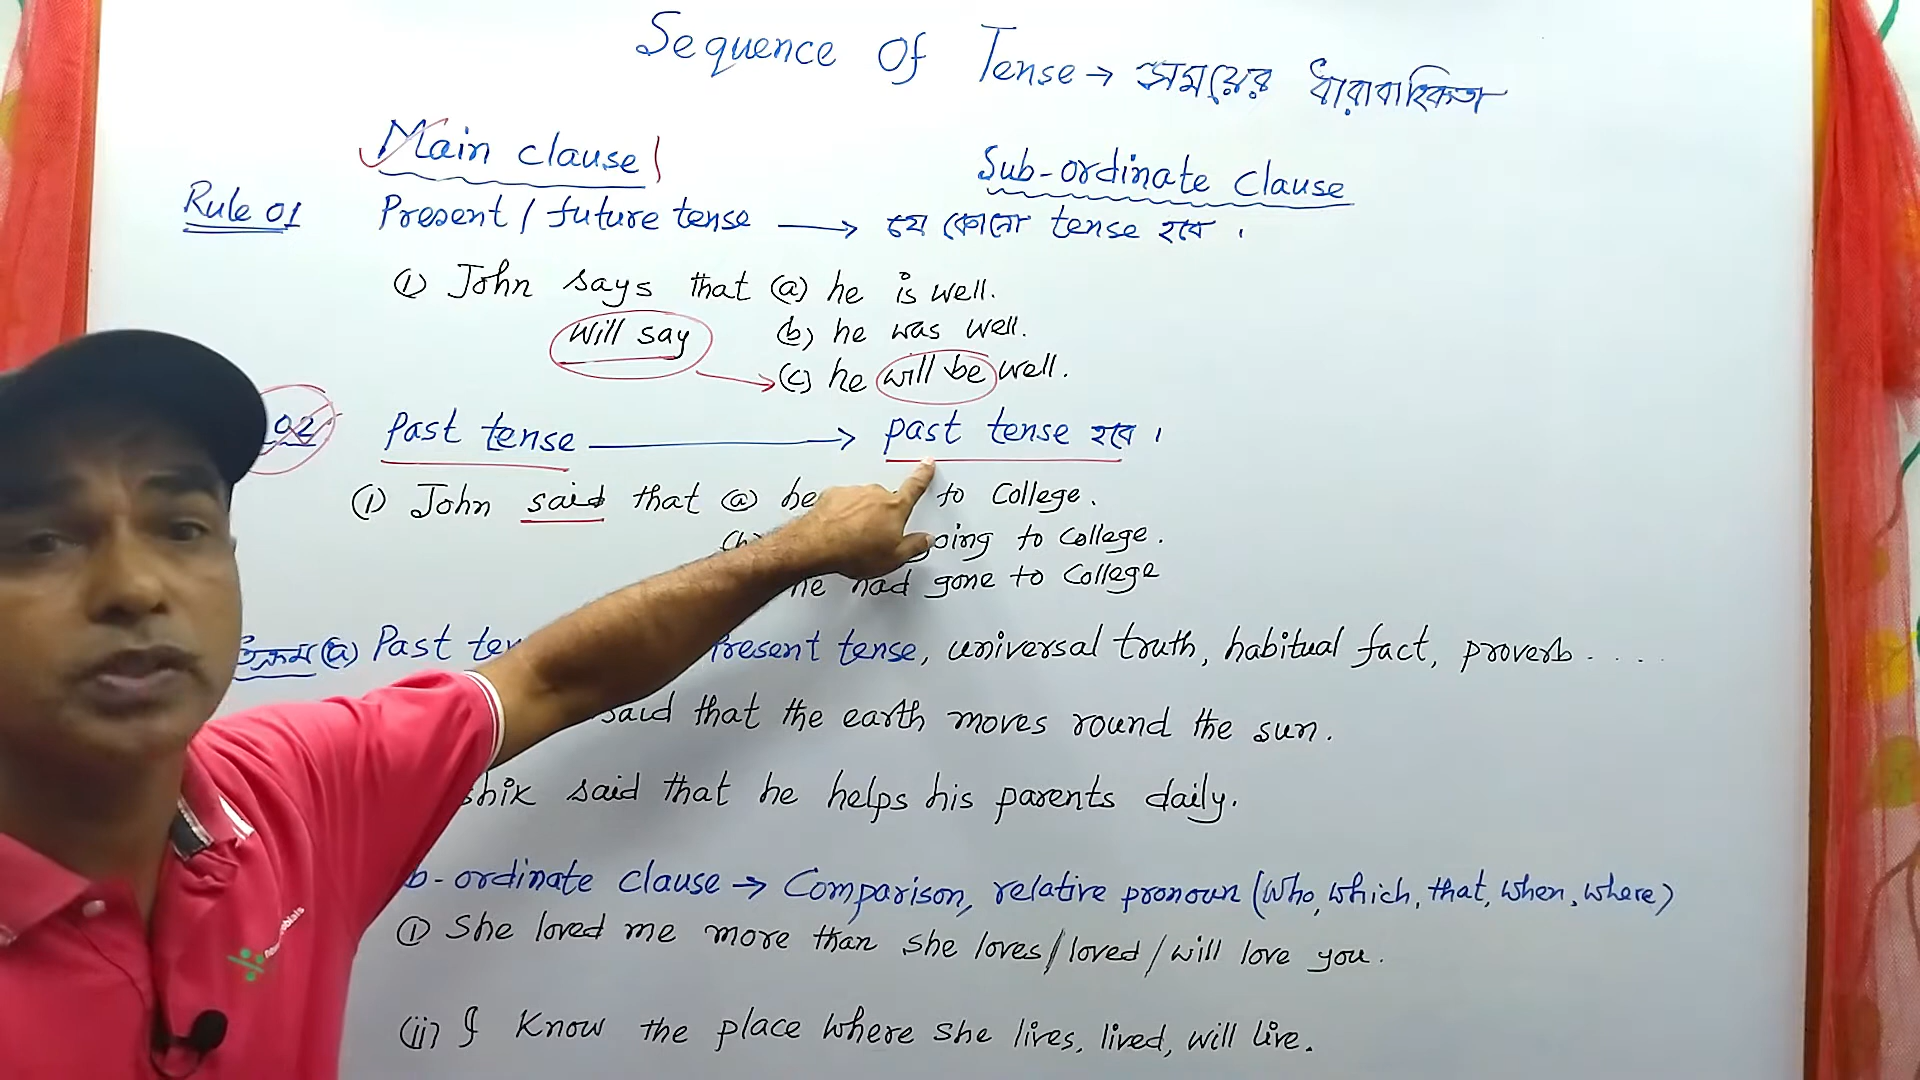 Sequence Of Tense → সময়ের ধারাবাহিকতা
Main clause
Sub-ordinate Clause
Rule 01 Present / future tense → যে কোনো tense হবে ।
(1) John says that (a) he is well.
will say (b) he was well.
(c) he will be well.
02 Past tense → past tense হবে ।
(1) John said that (a) he to College.
going to College.
he had gone to College
(a) Past Present tense, universal truth, habitual fact, proverb . . . .
said that the earth moves round the sun.
said that he helps his parents daily.
ordinate clause → Comparison, relative pronoun (who, which, that, when, where)
(i) She loved me more than she loves/loved/will love you.
(ii) I know the place where she lives, lived, will live.